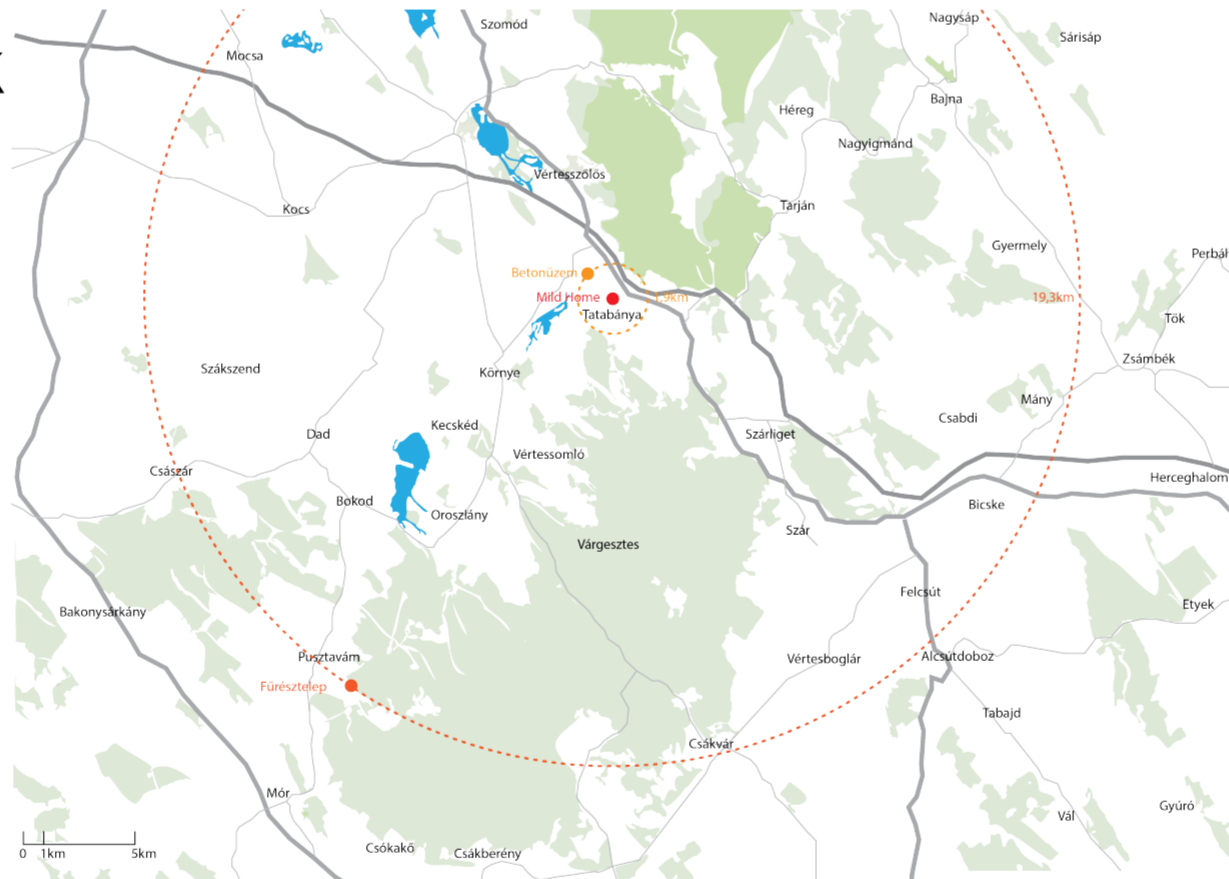 Szomód
Nagysáp
Sárisáp
Mocsa
Bajna
Héreg
Nagyigmánd
Vértesszőlős
Kocs
Tarján
Gyermely
Perbál
Betonüzem
Mild Home
1,9km
19,3km
Tatabánya
Tök
Zsámbék
Szákszend
Környe
Mány
Csabdi
Kecskéd
Dad
Szárliget
Vértessomló
Császár
Herceghalom
Bokod
Oroszlány
Bicske
Szár
Várgesztes
Felcsút
Bakonysárkány
Etyek
Pusztavám
Vértesboglár
Alcsútdoboz
Fűrésztelep
Tabajd
Csákvár
Mór
Gyúró
Vál
Csókakő
Csákberény
0 1km 5km